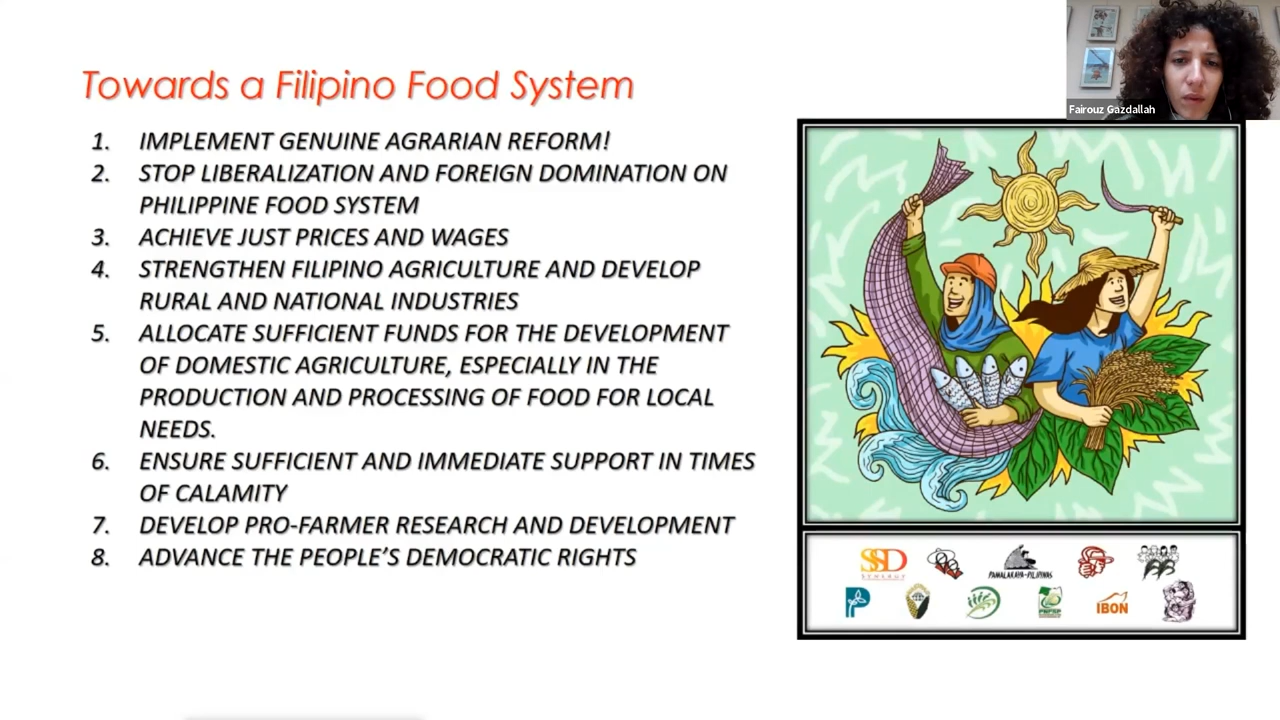 Towards a Filipino Food System
1. IMPLEMENT GENUINE AGRARIAN REFORM!
2. STOP LIBERALIZATION AND FOREIGN DOMINATION ON
PHILIPPINE FOOD SYSTEM
3. ACHIEVE JUST PRICES AND WAGES
4. STRENGTHEN FILIPINO AGRICULTURE AND DEVELOP
RURAL AND NATIONAL INDUSTRIES
5. ALLOCATE SUFFICIENT FUNDS FOR THE DEVELOPMENT
OF DOMESTIC AGRICULTURE, ESPECIALLY IN THE
PRODUCTION AND PROCESSING OF FOOD FOR LOCAL
NEEDS.
6. ENSURE SUFFICIENT AND IMMEDIATE SUPPORT IN TIMES
OF CALAMITY
7. DEVELOP PRO-FARMER RESEARCH AND DEVELOPMENT
8. ADVANCE THE PEOPLE’S DEMOCRATIC RIGHTS
Fairouz Gazdallah
SSD
SYNERGY
PAMALAKAYA-PILIPINAS
IBON